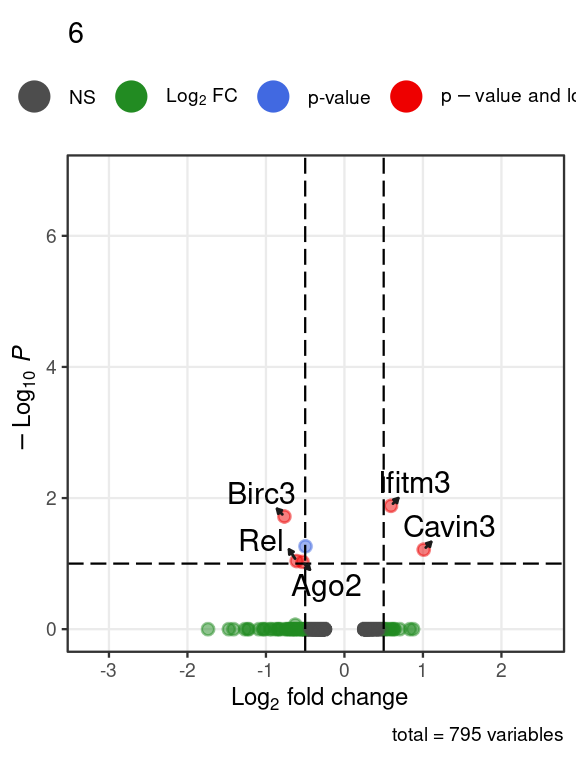 6
NS Log₂ FC p-value p − value and lo
− Log₁₀ P
6
4
2
0
Birc3
Ifitm3
Rel
Cavin3
Ago2
-3 -2 -1 0 1 2
Log₂ fold change
total = 795 variables